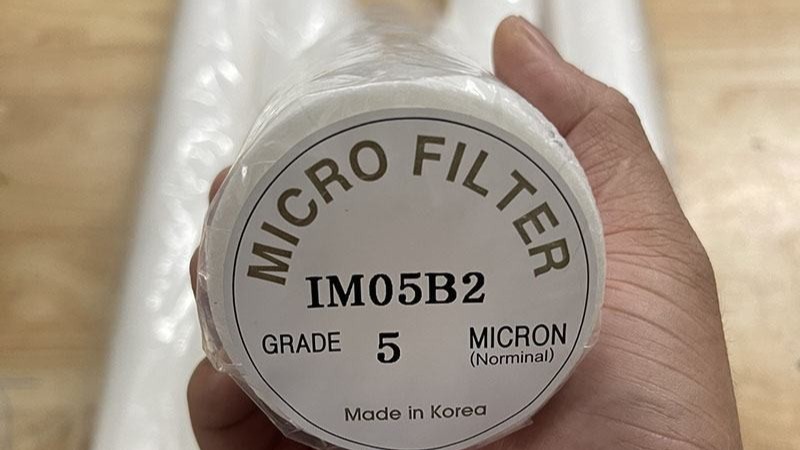 MICRO FILTER
IM05B2
GRADE 5 MICRON
(Norminal)
Made in Korea